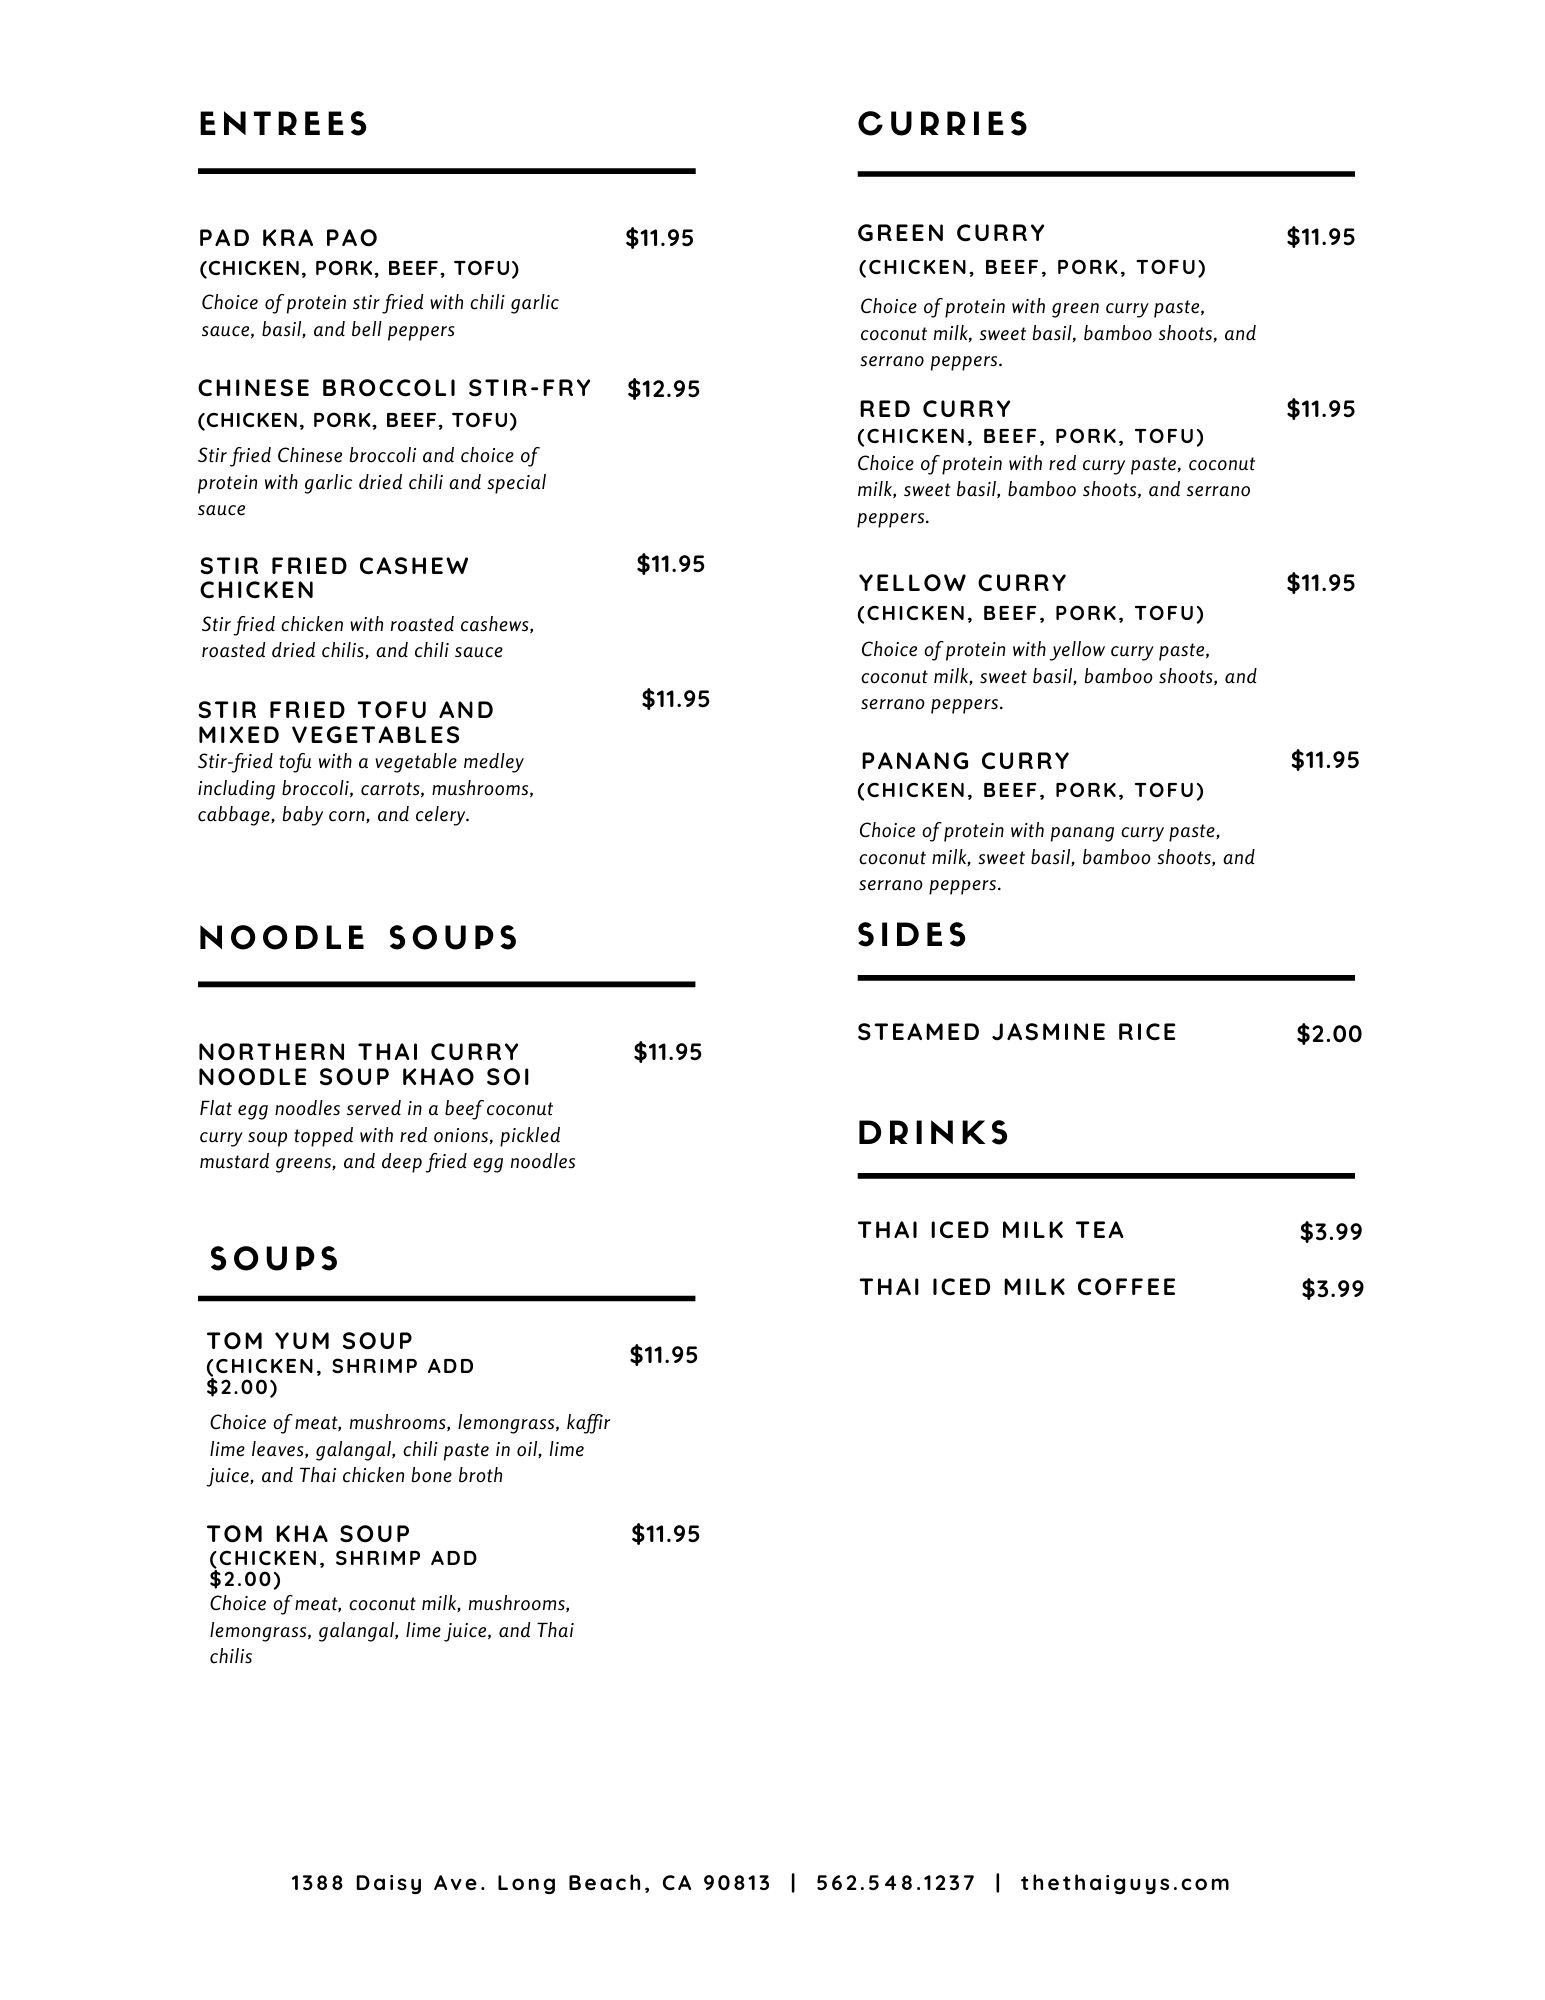 ENTREES
PAD KRA PAO $11.95
(CHICKEN, PORK, BEEF, TOFU)
Choice of protein stir fried with chili garlic
sauce, basil, and bell peppers
CHINESE BROCCOLI STIR-FRY $12.95
(CHICKEN, PORK, BEEF, TOFU)
Stir fried Chinese broccoli and choice of
protein with garlic dried chili and special
sauce
STIR FRIED CASHEW $11.95
CHICKEN
Stir fried chicken with roasted cashews,
roasted dried chilis, and chili sauce
STIR FRIED TOFU AND $11.95
MIXED VEGETABLES
Stir-fried tofu with a vegetable medley
including broccoli, carrots, mushrooms,
cabbage, baby corn, and celery.
NOODLE SOUPS
NORTHERN THAI CURRY $11.95
NOODLE SOUP KHAO SOI
Flat egg noodles served in a beef coconut
curry soup topped with red onions, pickled
mustard greens, and deep fried egg noodles
SOUPS
TOM YUM SOUP $11.95
(CHICKEN, SHRIMP ADD
$2.00)
Choice of meat, mushrooms, lemongrass, kaffir
lime leaves, galangal, chili paste in oil, lime
juice, and Thai chicken bone broth
TOM KHA SOUP $11.95
(CHICKEN, SHRIMP ADD
$2.00)
Choice of meat, coconut milk, mushrooms,
lemongrass, galangal, lime juice, and Thai
chilis
CURRIES
GREEN CURRY $11.95
(CHICKEN, BEEF, PORK, TOFU)
Choice of protein with green curry paste,
coconut milk, sweet basil, bamboo shoots, and
serrano peppers.
RED CURRY $11.95
(CHICKEN, BEEF, PORK, TOFU)
Choice of protein with red curry paste, coconut
milk, sweet basil, bamboo shoots, and serrano
peppers.
YELLOW CURRY $11.95
(CHICKEN, BEEF, PORK, TOFU)
Choice of protein with yellow curry paste,
coconut milk, sweet basil, bamboo shoots, and
serrano peppers.
PANANG CURRY $11.95
(CHICKEN, BEEF, PORK, TOFU)
Choice of protein with panang curry paste,
coconut milk, sweet basil, bamboo shoots, and
serrano peppers.
SIDES
STEAMED JASMINE RICE $2.00
DRINKS
THAI ICED MILK TEA $3.99
THAI ICED MILK COFFEE $3.99
1388 Daisy Ave. Long Beach, CA 90813 | 562.548.1237 | thethaiguys.com